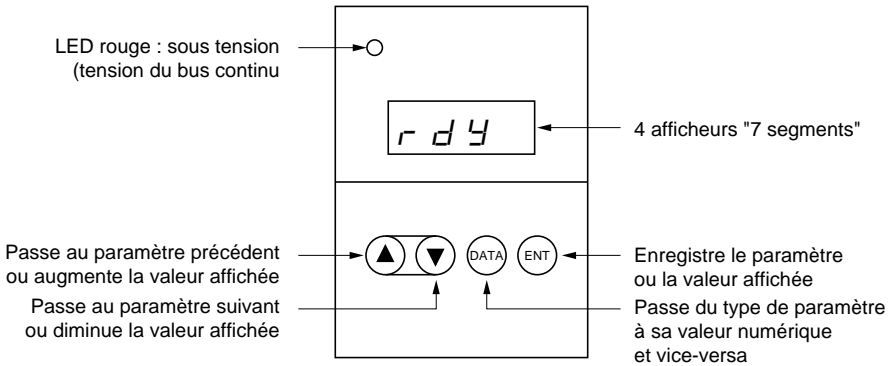 LED rouge : sous tension
(tension du bus continu
rdY
4 afficheurs "7 segments"
Passe au paramètre précédent
ou augmente la valeur affichée
Passe au paramètre suivant
ou diminue la valeur affichée
DATA
ENT
Enregistre le paramètre
ou la valeur affichée
Passe du type de paramètre
à sa valeur numérique
et vice-versa